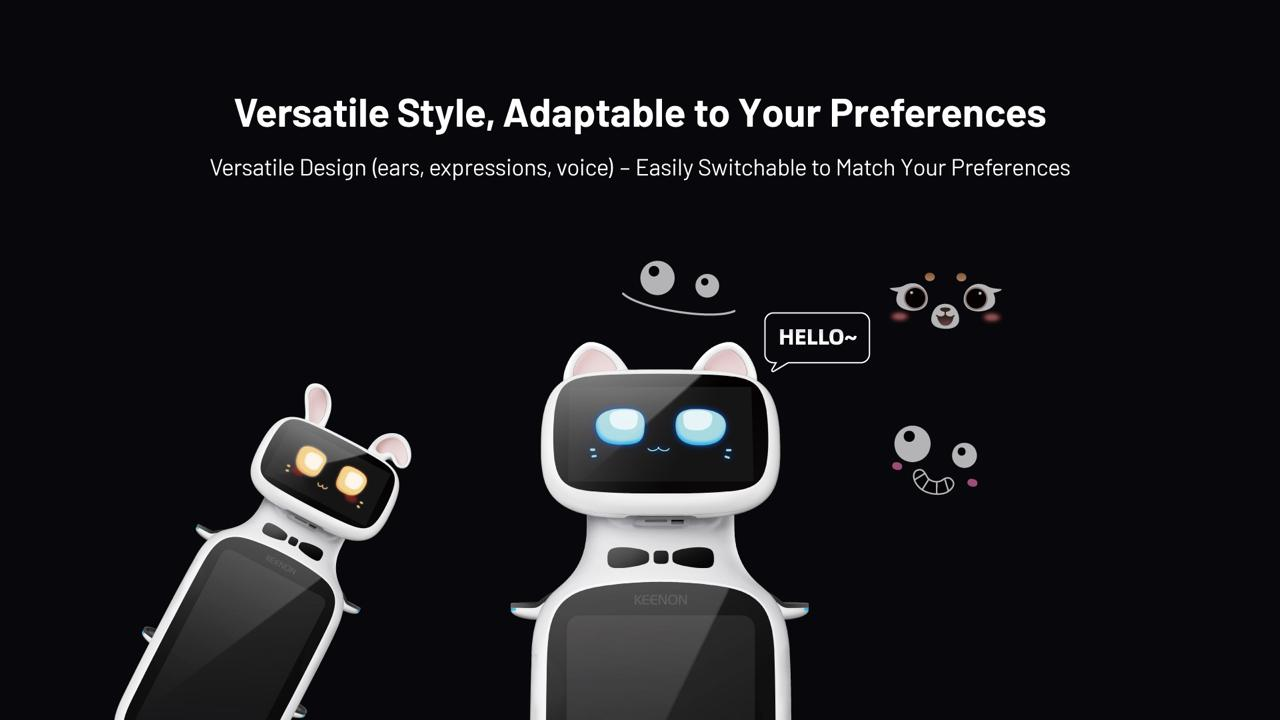 Versatile Style, Adaptable to Your Preferences
Versatile Design (ears, expressions, voice) – Easily Switchable to Match Your Preferences
HELLO~
KEENON
KEENON